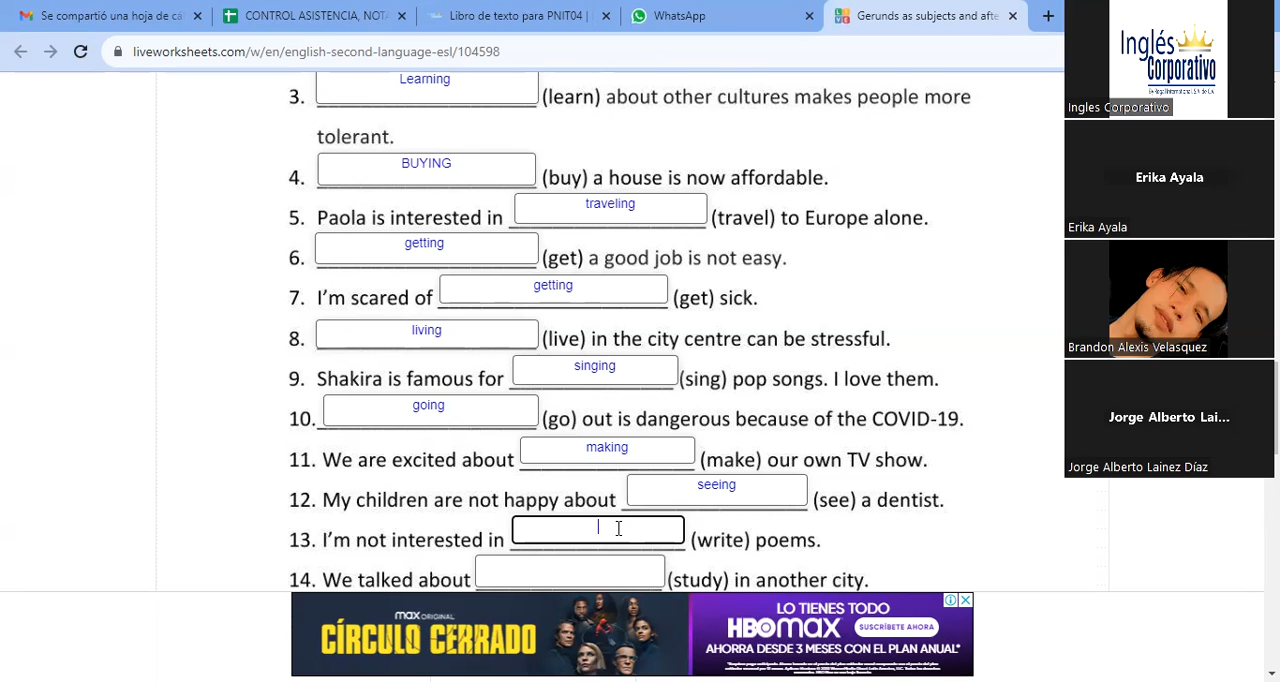 Se compartió una hoja de cá
CONTROL ASISTENCIA, NOTA
Libro de texto para PNIT04 |
WhatsApp
Gerunds as subjects and afte
liveworksheets.com/w/en/english-second-language-esl/104598
3. Learning (learn) about other cultures makes people more
tolerant.
4. BUYING (buy) a house is now affordable.
5. Paola is interested in traveling (travel) to Europe alone.
6. getting (get) a good job is not easy.
7. I'm scared of getting (get) sick.
8. living (live) in the city centre can be stressful.
9. Shakira is famous for singing (sing) pop songs. I love them.
10. going (go) out is dangerous because of the COVID-19.
11. We are excited about making (make) our own TV show.
12. My children are not happy about seeing (see) a dentist.
13. I'm not interested in (write) poems.
14. We talked about (study) in another city.
max ORIGINAL
CÍRCULO CERRADO
LO TIENES TODO
HBOmax
SUSCRÍBETE AHORA
AHORRA DESDE 3 MESES CON EL PLAN ANUAL*
Inglés
Corporativo
Ingles Corporativo
Erika Ayala
Erika Ayala
Brandon Alexis Velasquez
Jorge Alberto Lai...
Jorge Alberto Lainez Díaz